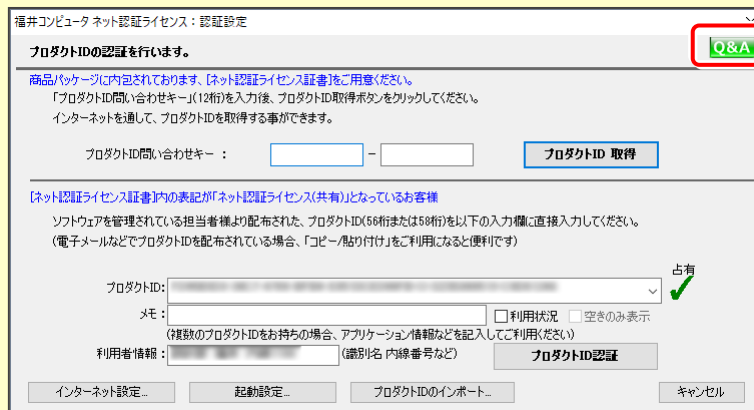 福井コンピュータ ネット認証ライセンス：認証設定
プロダクトIDの認証を行います。
Q&A
商品パッケージに内包されております、[ネット認証ライセンス証書]をご用意ください。
「プロダクトID問い合わせキー」(12桁)を入力後、プロダクトID取得ボタンをクリックしてください。
インターネットを通して、プロダクトIDを取得する事ができます。
プロダクトID問い合わせキー ： － プロダクトID 取得
[ネット認証ライセンス証書]内の表記が「ネット認証ライセンス(共有)」となっているお客様
ソフトウェアを管理されている担当者様より配布された、プロダクトID(56桁または58桁)を以下の入力欄に直接入力してください。
(電子メールなどでプロダクトIDを配布されている場合、「コピー/貼り付け」をご利用になると便利です)
占有
プロダクトID:
メモ： 利用状況 空きのみ表示
(複数のプロダクトIDをお持ちの場合、アプリケーション情報などを記入してご利用ください)
利用者情報： (識別名 内線番号など) プロダクトID認証
インターネット設定... 起動設定... プロダクトIDのインポート... キャンセル